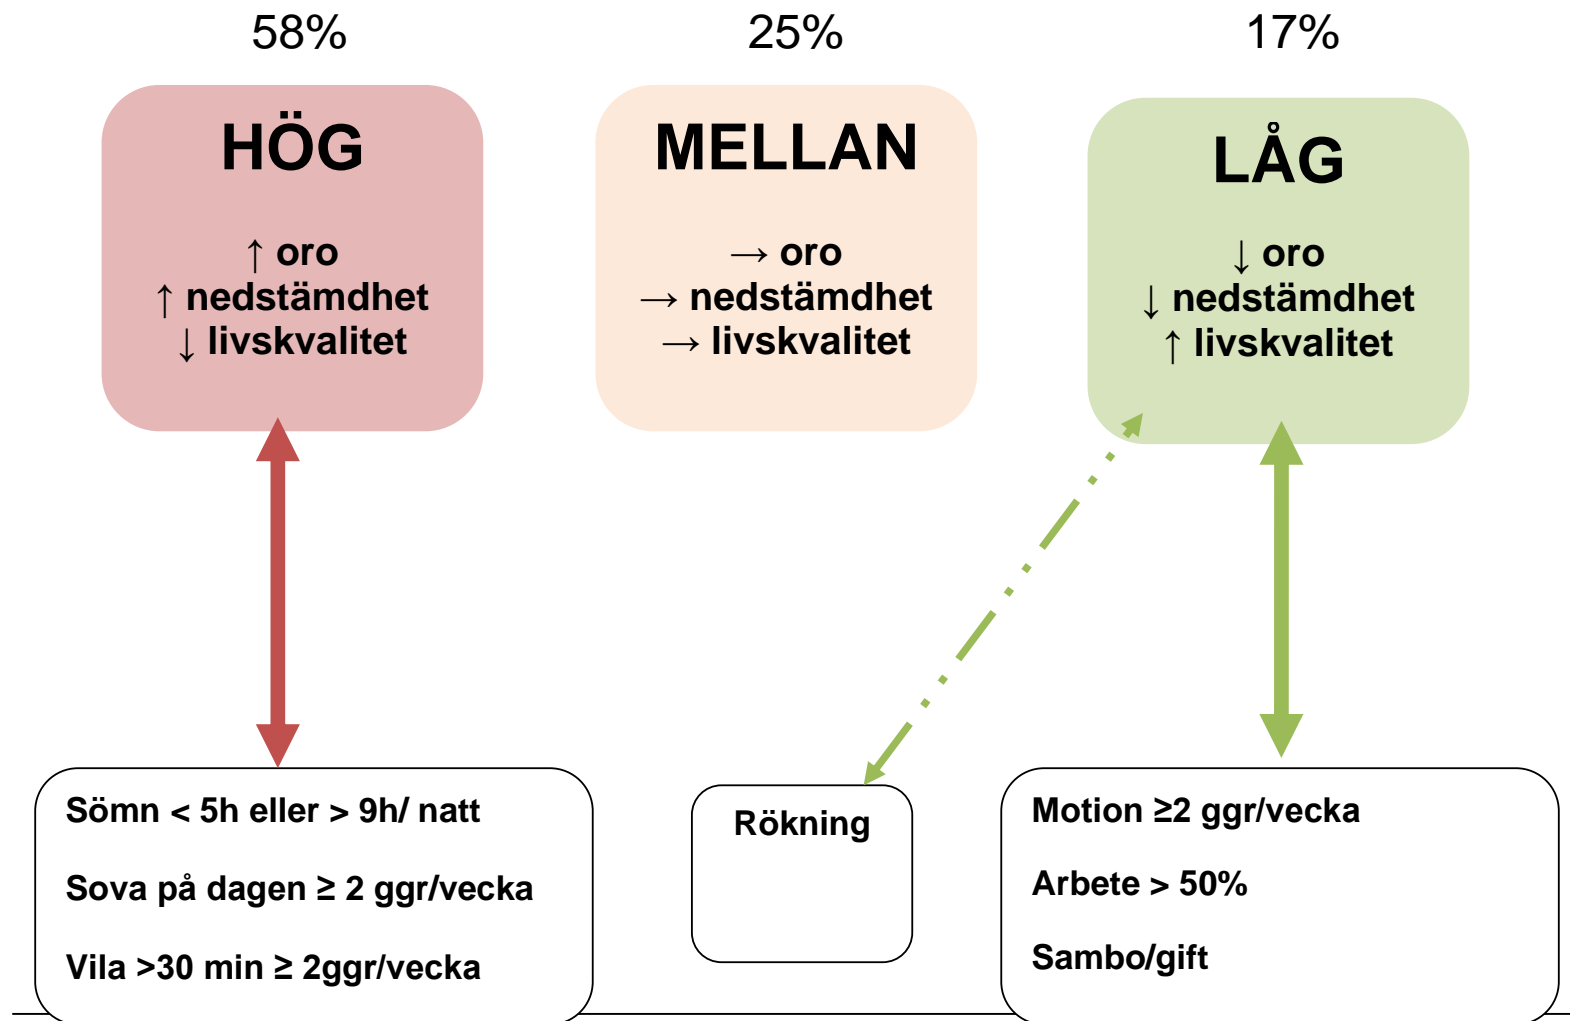 58%
25%
17%
HÖG
↑ oro
↑ nedstämdhet
↓ livskvalitet
MELLAN
→ oro
→ nedstämdhet
→ livskvalitet
LÅG
↓ oro
↓ nedstämdhet
↑ livskvalitet
Sömn < 5h eller > 9h/ natt
Sova på dagen ≥ 2 ggr/vecka
Vila >30 min ≥ 2ggr/vecka
Rökning
Motion ≥2 ggr/vecka
Arbete > 50%
Sambo/gift